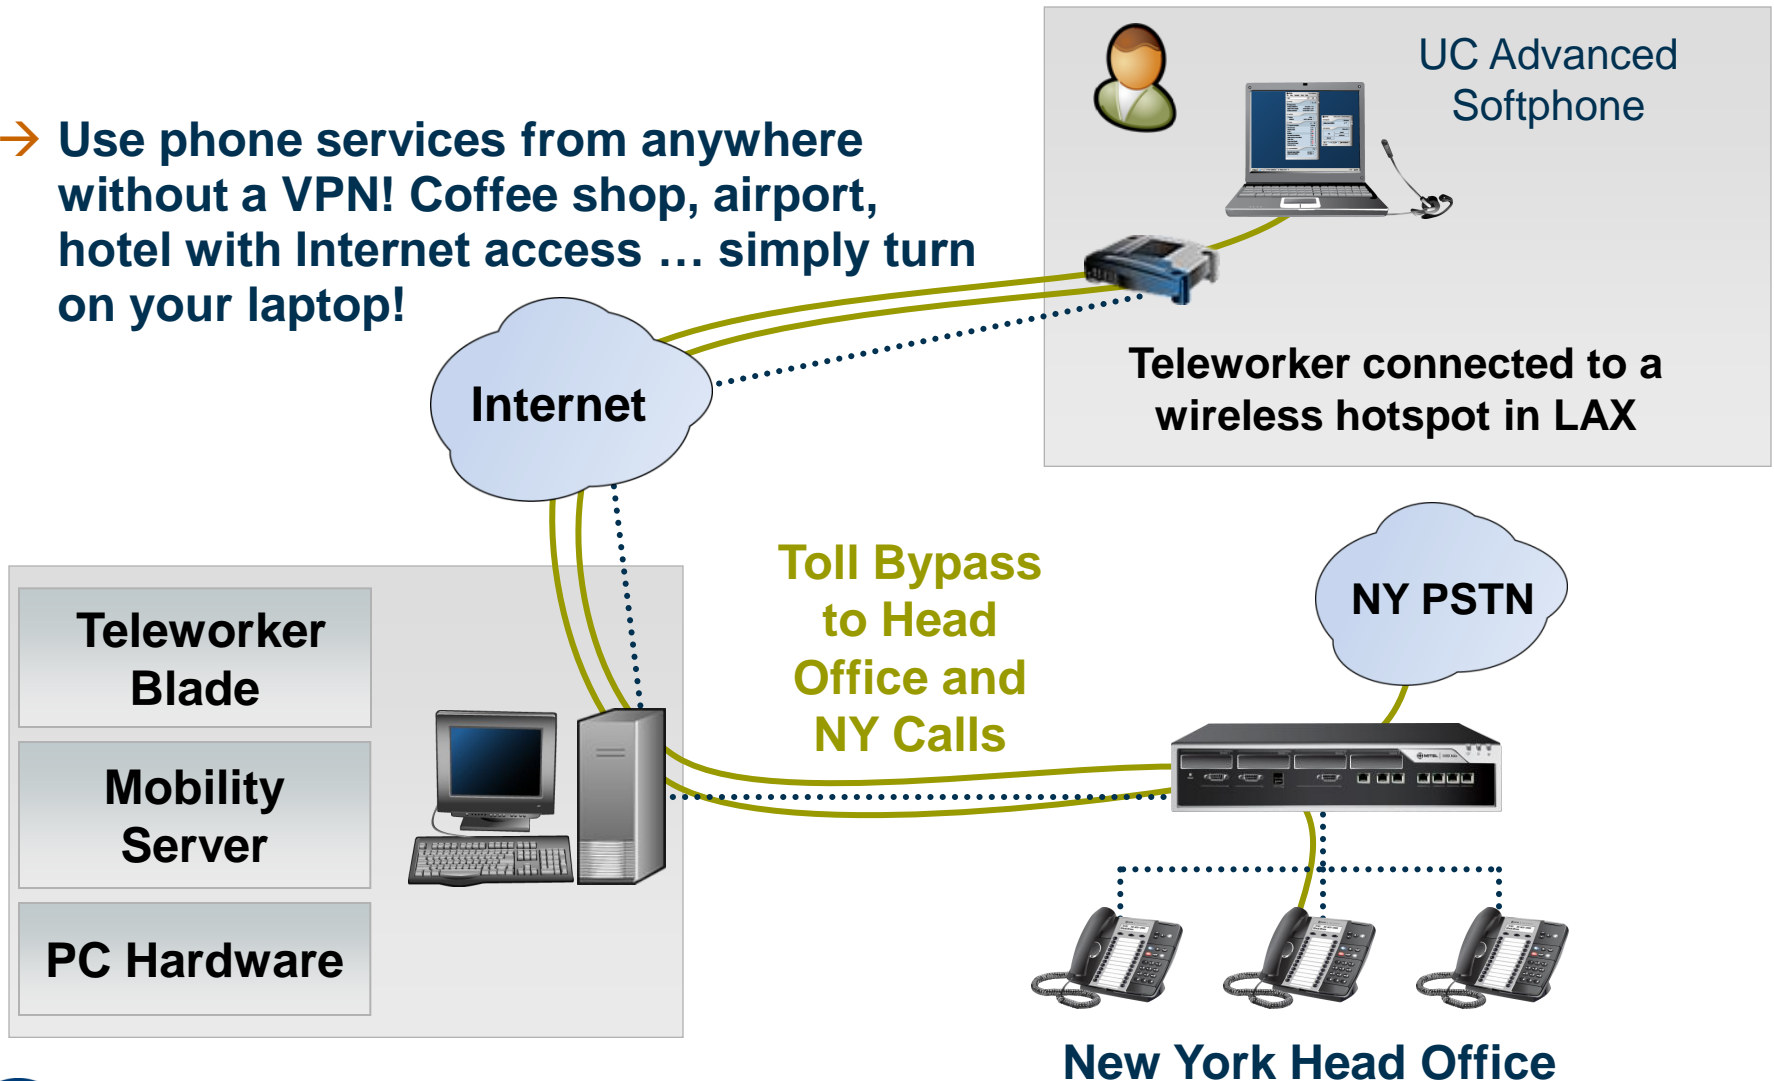 UC Advanced
Softphone
→ Use phone services from anywhere
without a VPN! Coffee shop, airport,
hotel with Internet access … simply turn
on your laptop!
Teleworker connected to a
wireless hotspot in LAX
Internet
Toll Bypass
to Head
Office and
NY Calls
NY PSTN
Teleworker
Blade
Mobility
Server
PC Hardware
MITEL
New York Head Office